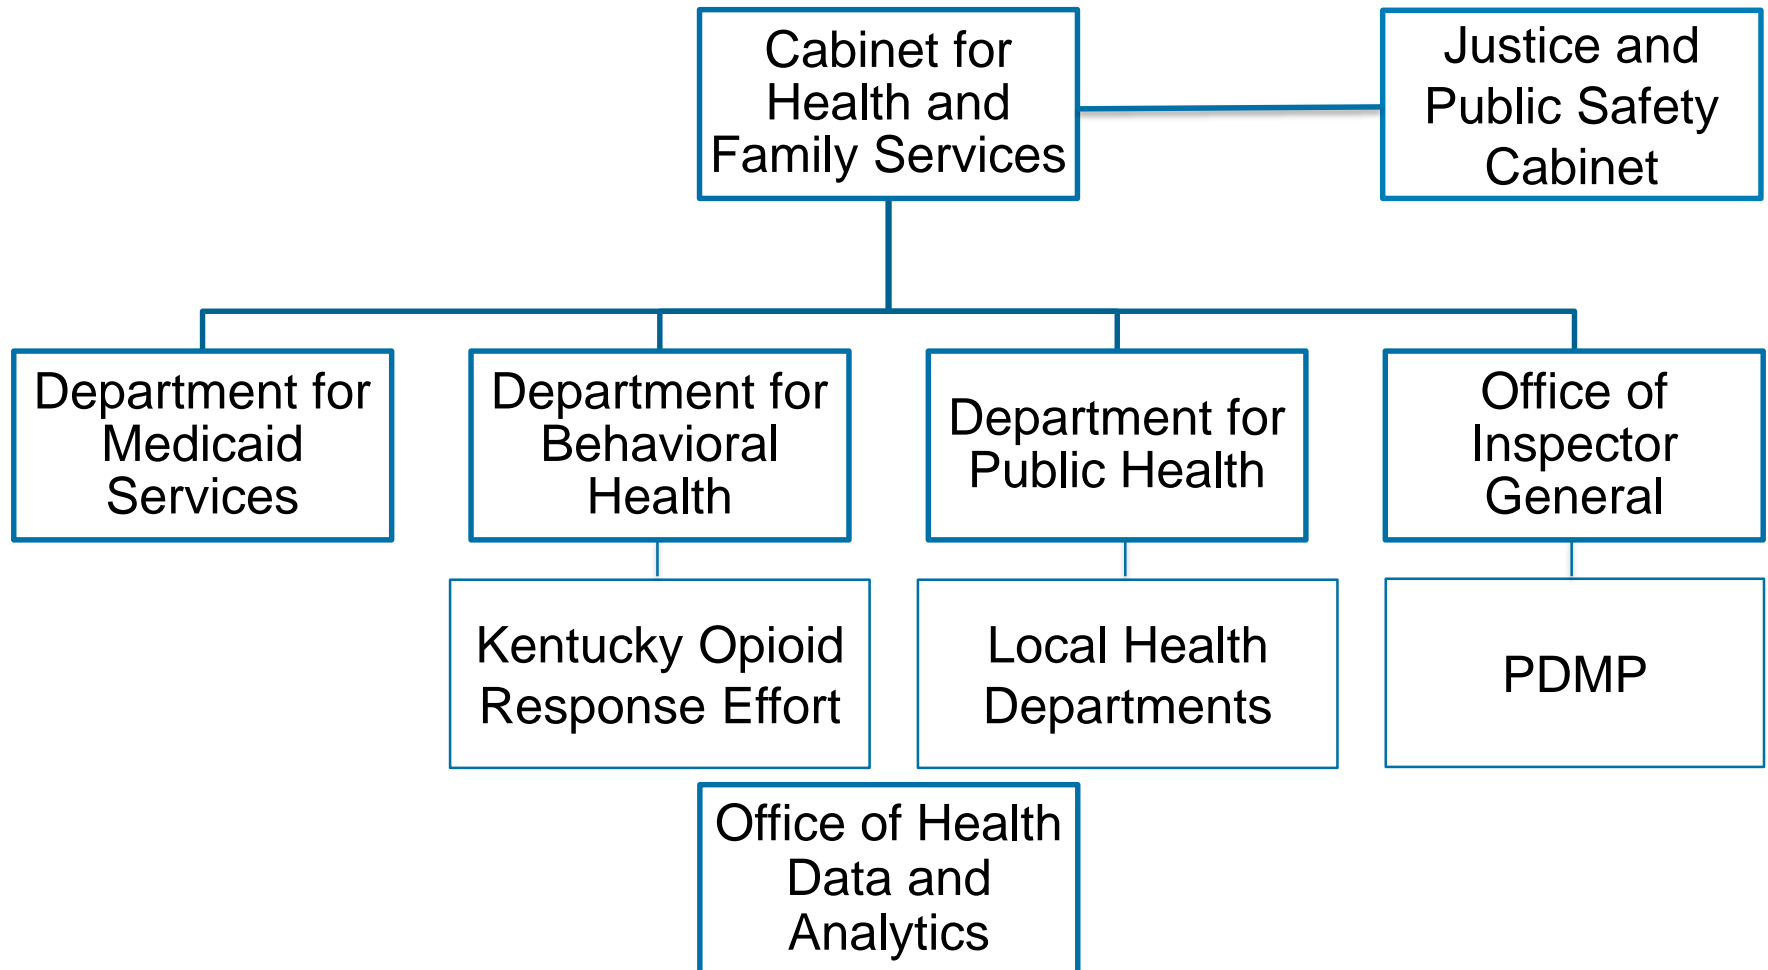 Cabinet for
Health and
Family Services
Justice and
Public Safety
Cabinet
Department for
Medicaid
Services
Department for
Behavioral
Health
Department for
Public Health
Office of
Inspector
General
Kentucky Opioid
Response Effort
Local Health
Departments
PDMP
Office of Health
Data and
Analytics